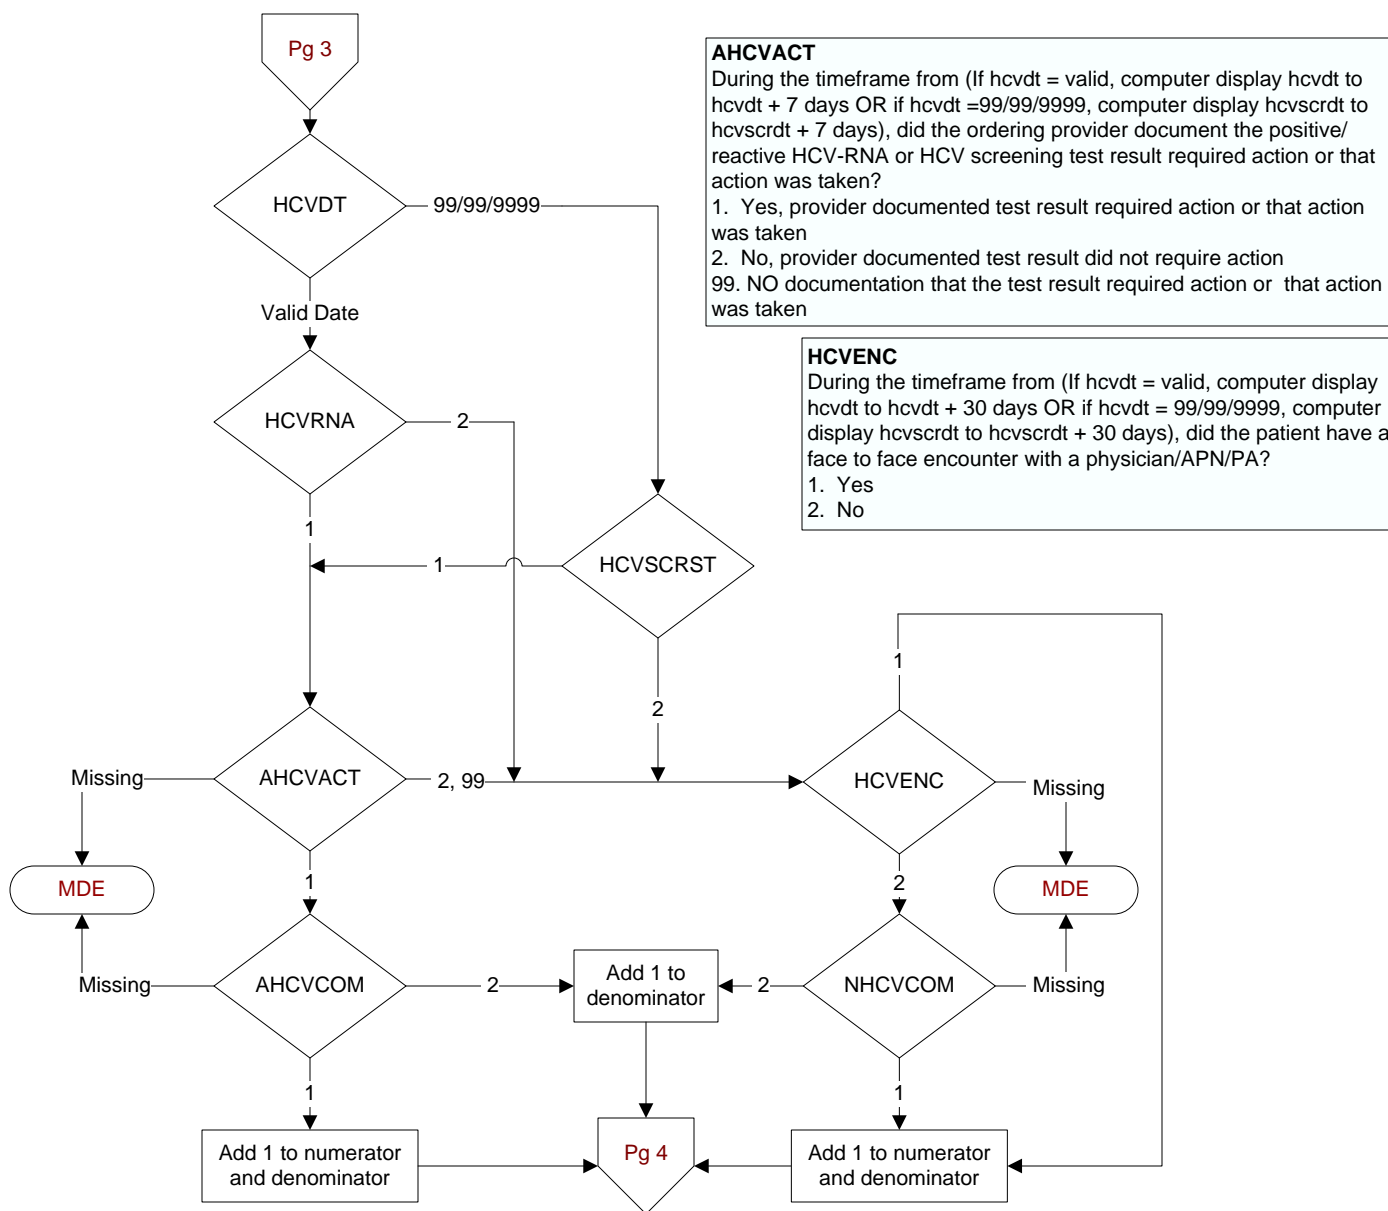 Pg 3
AHCVACT
During the timeframe from (If hcvdt = valid, computer display hcvdt to
hcvdt + 7 days OR if hcvdt =99/99/9999, computer display hcvscrdt to
hcvscrdt + 7 days), did the ordering provider document the positive/
reactive HCV-RNA or HCV screening test result required action or that
action was taken?
1. Yes, provider documented test result required action or that action
was taken
2. No, provider documented test result did not require action
99. NO documentation that the test result required action or that action
was taken
HCVDT
99/99/9999
Valid Date
HCVENC
During the timeframe from (If hcvdt = valid, computer display
hcvdt to hcvdt + 30 days OR if hcvdt = 99/99/9999, computer
display hcvscrdt to hcvscrdt + 30 days), did the patient have a
face to face encounter with a physician/APN/PA?
1. Yes
2. No
HCVRNA
2
1
HCVSCRST
1
2
1
AHCVACT
Missing
2, 99
HCVENC
Missing
MDE
1
2
MDE
Missing
AHCVCOM
2
Add 1 to
denominator
2
NHCVCOM
Missing
1
1
Add 1 to numerator
and denominator
Pg 4
Add 1 to numerator
and denominator